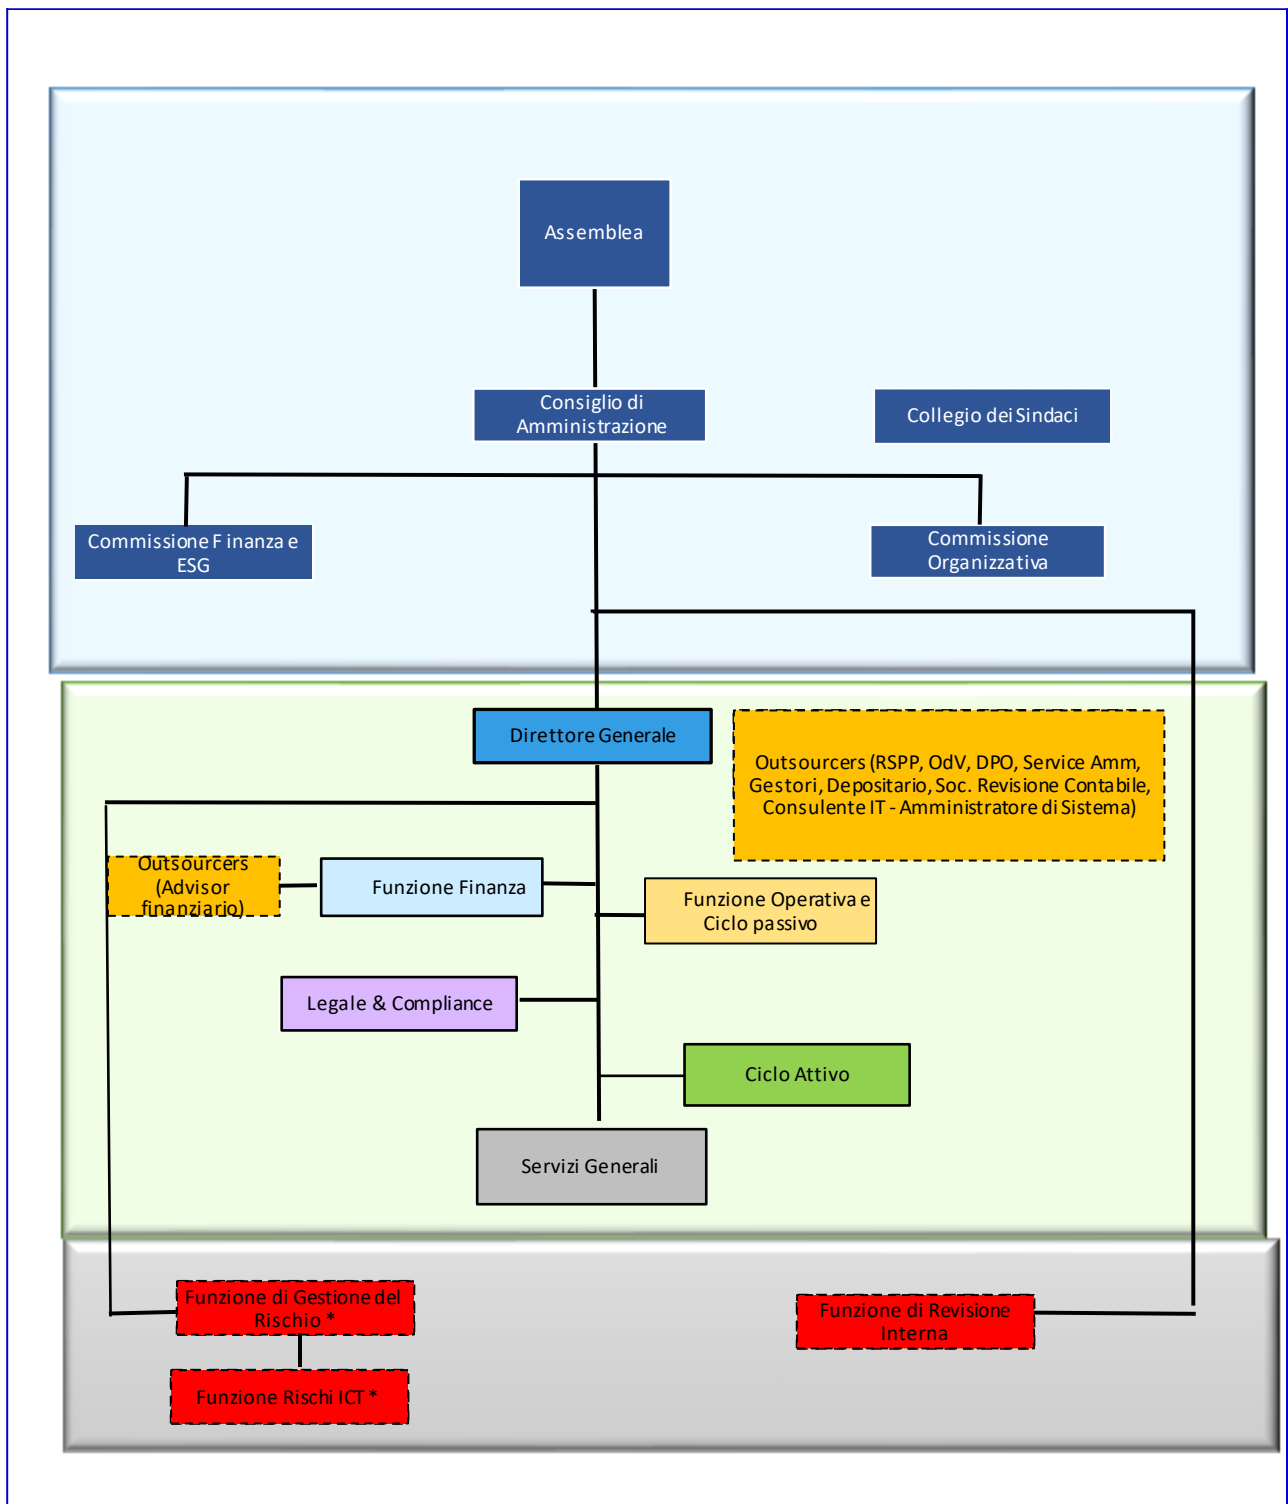 Assemblea
Consiglio di
Amministrazione
Collegio dei Sindaci
Commissione Finanza e
ESG
Commissione
Organizzativa
Direttore Generale
Outsourcers (RSPP, OdV, DPO, Service Amm,
Gestori, Depositario, Soc. Revisione Contabile,
Consulente IT - Amministratore di Sistema)
Outsourcers
(Advisor
finanziario)
Funzione Finanza
Funzione Operativa e
Ciclo passivo
Legale & Compliance
Ciclo Attivo
Servizi Generali
Funzione di Gestione del
Rischio *
Funzione di Revisione
Interna
Funzione Rischi ICT *